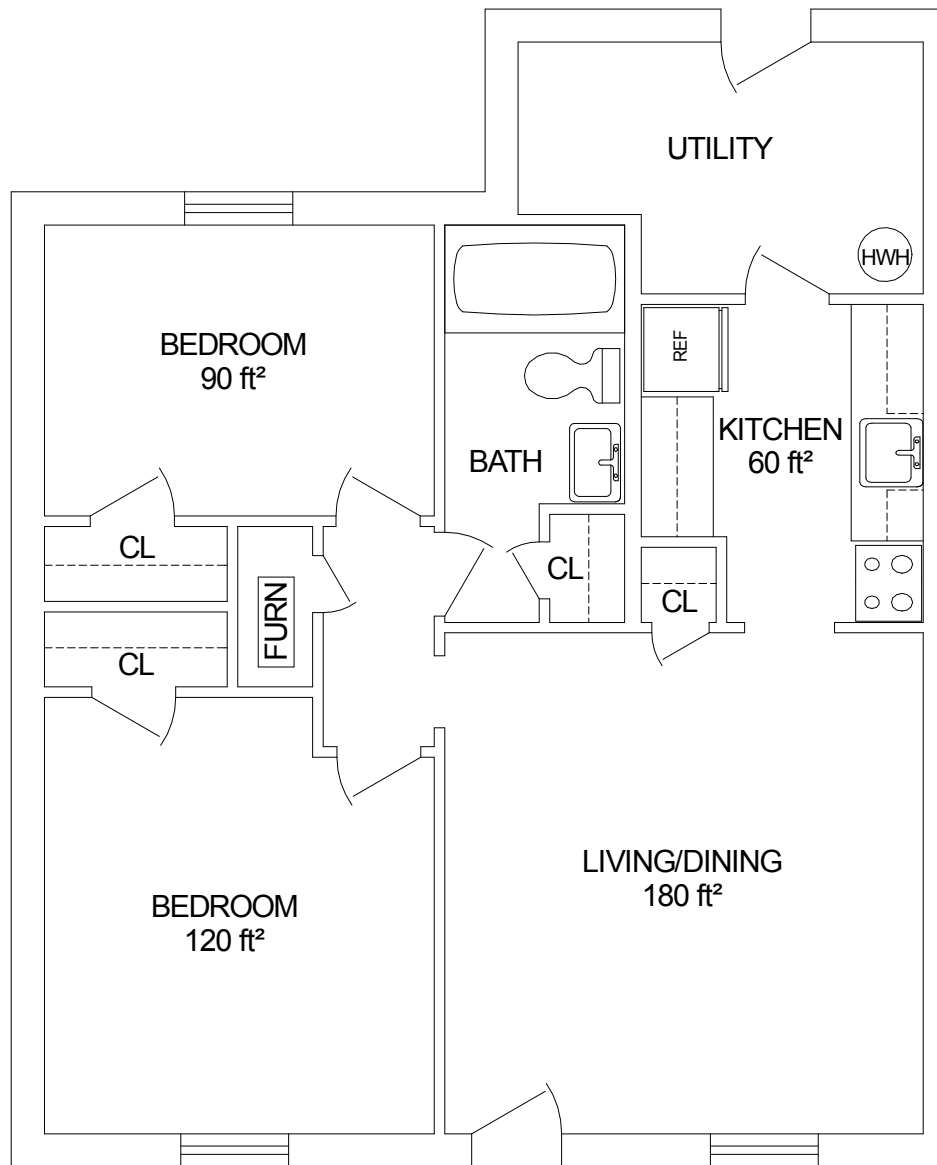 UTILITY
HWH
BEDROOM
90 ft²
REF
KITCHEN
60 ft²
BATH
CL
CL
CL
FURN
CL
LIVING/DINING
180 ft²
BEDROOM
120 ft²